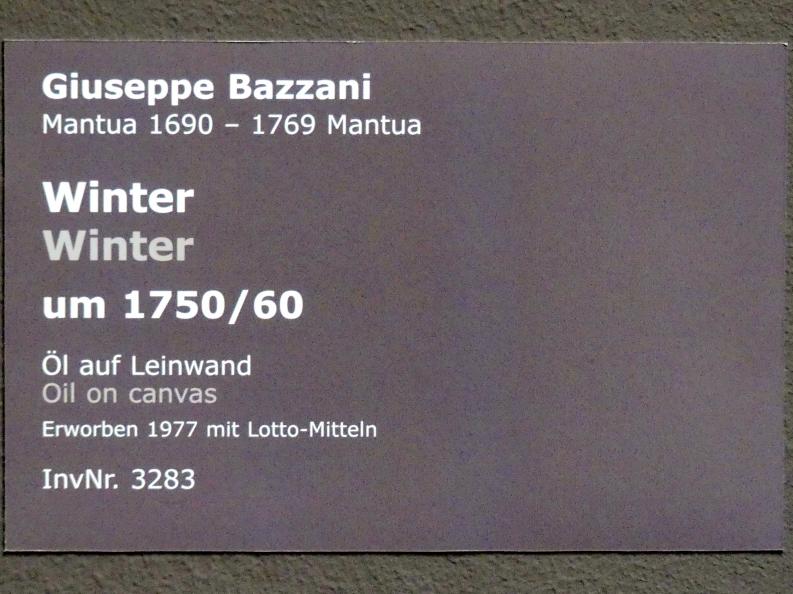 Giuseppe Bazzani
Mantua 1690 – 1769 Mantua
Winter
Winter
um 1750/60
Öl auf Leinwand
Oil on canvas
Erworben 1977 mit Lotto-Mitteln
InvNr. 3283